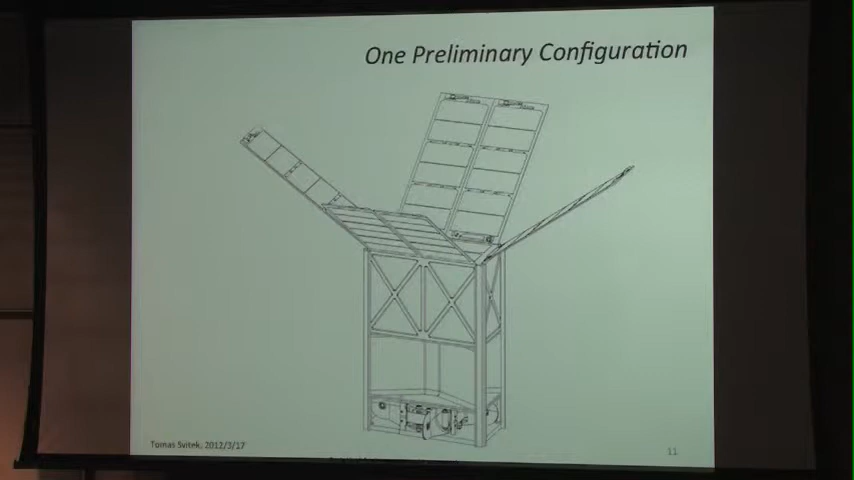 One Preliminary Configuration
Tomas Svitek, 2012/3/17
11